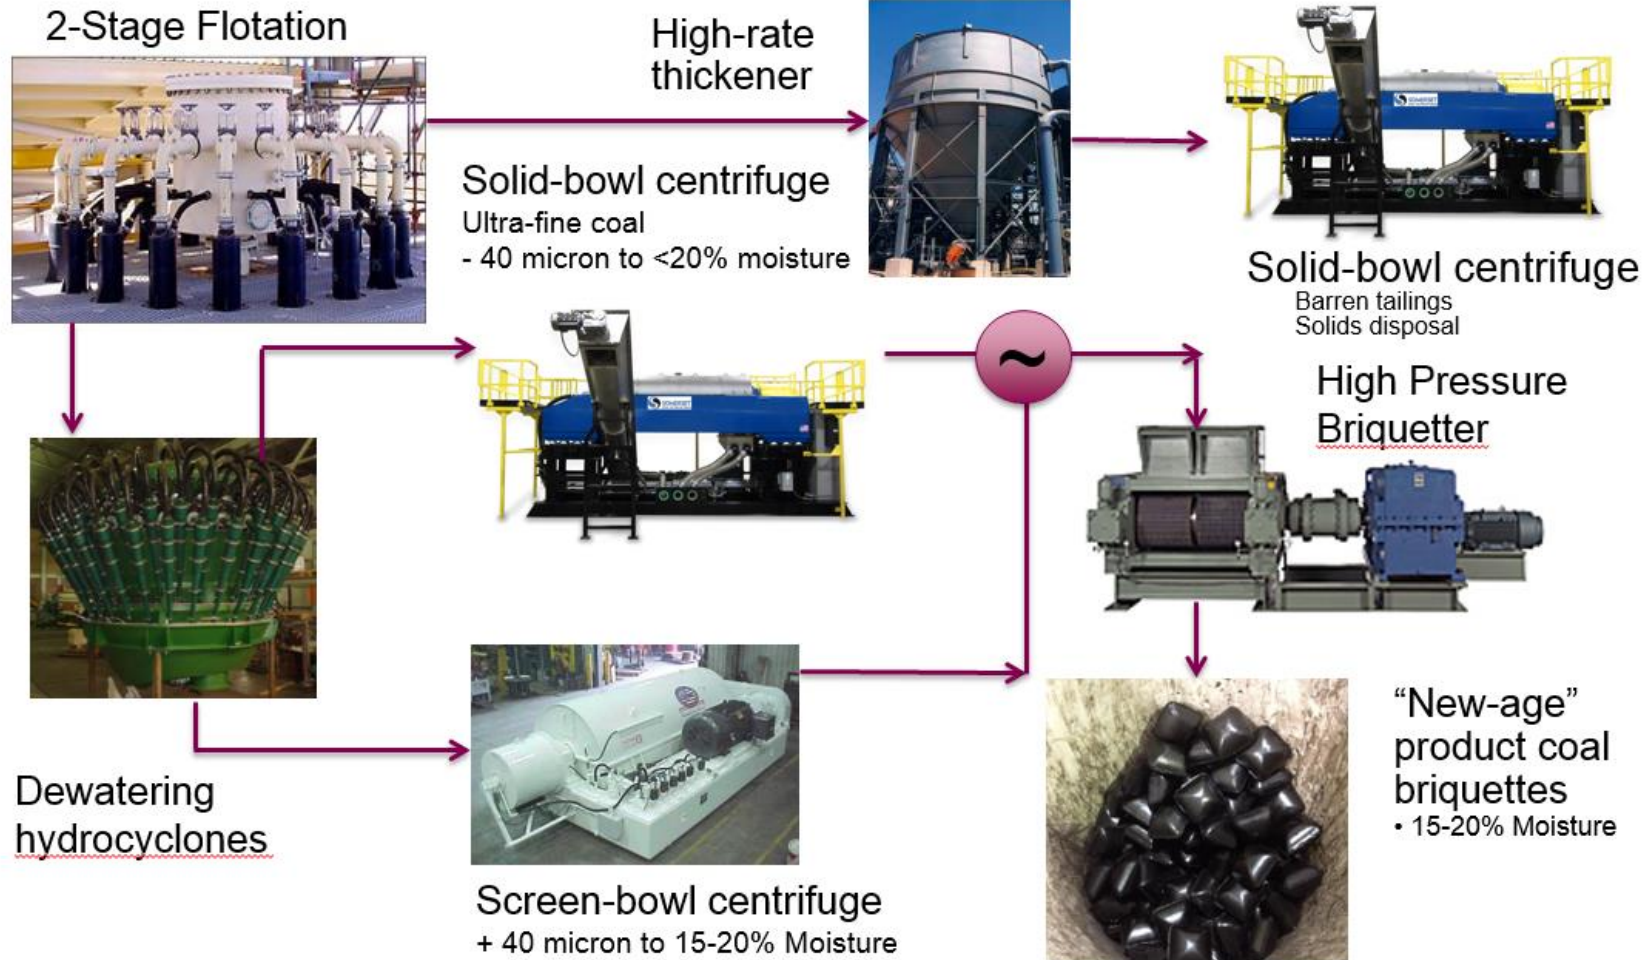 2-Stage Flotation
High-rate
thickener
Solid-bowl centrifuge
Ultra-fine coal
- 40 micron to <20% moisture
SOMERSET
Solid-bowl centrifuge
Barren tailings
Solids disposal
SOMERSET
~
High Pressure
Briquetter
Dewatering
hydrocyclones
Screen-bowl centrifuge
+ 40 micron to 15-20% Moisture
“New-age”
product coal
briquettes
• 15-20% Moisture